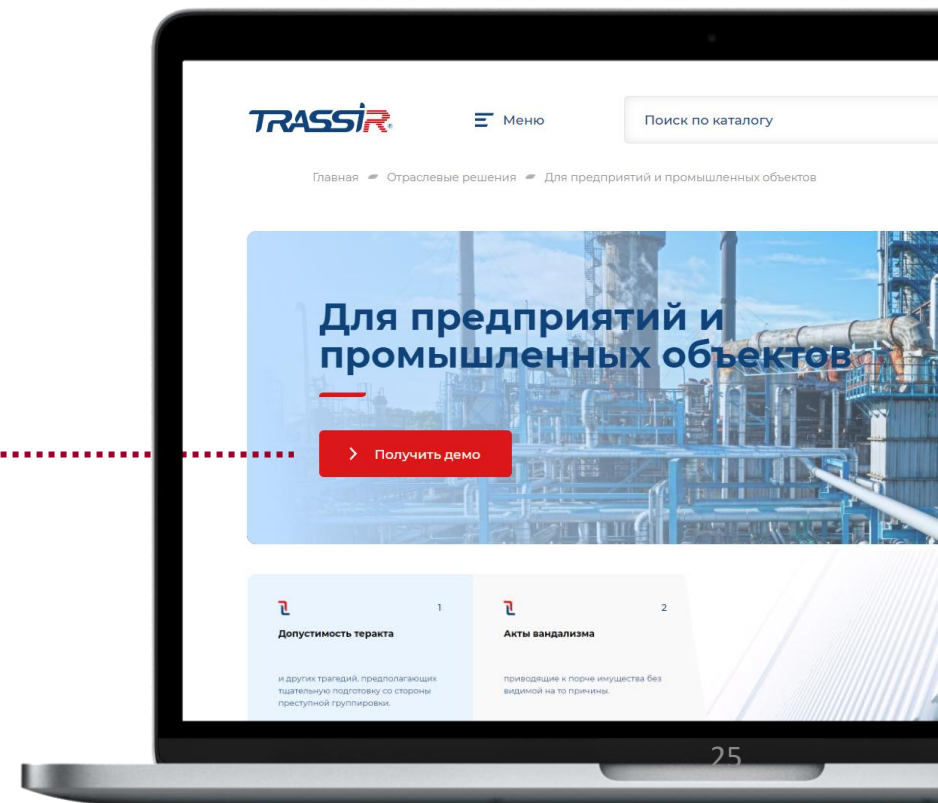 TRASSIR
Меню
Поиск по каталогу
Главная Отраслевые решения Для предприятий и промышленных объектов
Для предприятий и
промышленных объектов
Получить демо
1
Допустимость теракта
и других трагедий, предполагающих
тщательную подготовку со стороны
преступной группировки.
2
Акты вандализма
приводящие к порче имущества без
видимой на то причины.
25